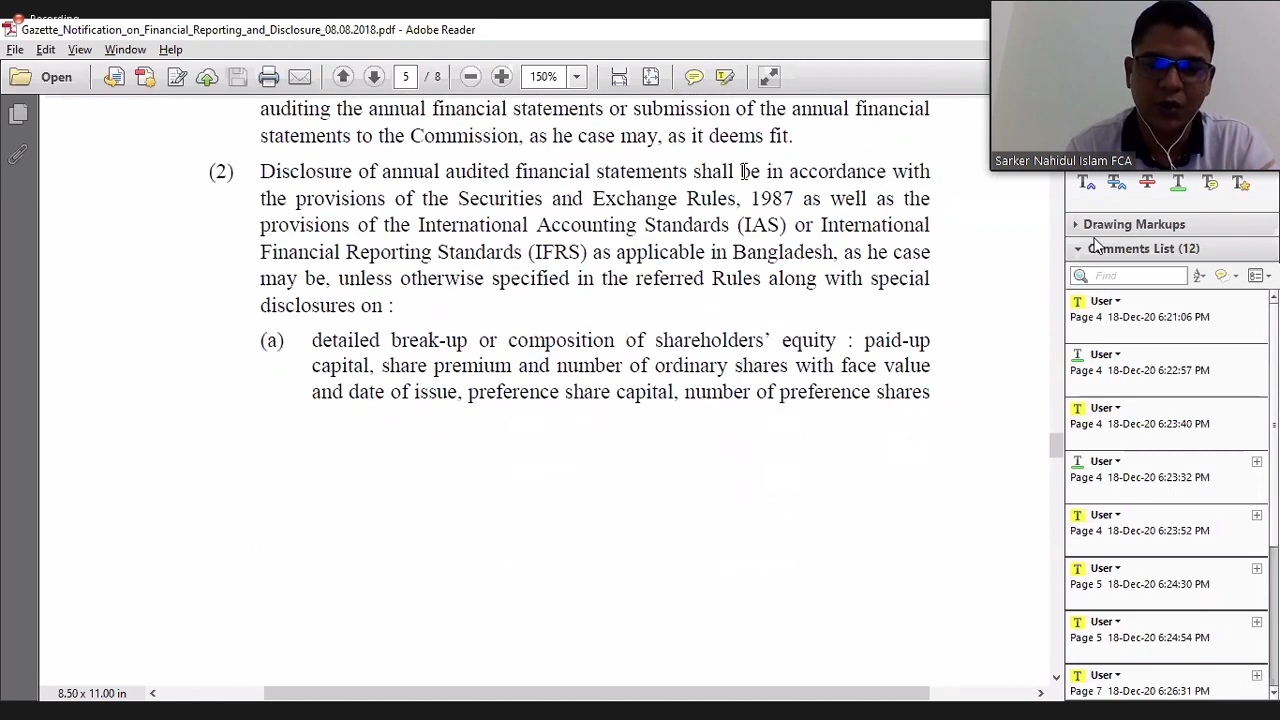 Recording
Gazette_Notification_on_Financial_Reporting_and_Disclosure_08.08.2018.pdf - Adobe Reader
File Edit View Window Help
Open 5 / 8 150%
Sarker Nahidul Islam FCA
auditing the annual financial statements or submission of the annual financial
statements to the Commission, as he case may, as it deems fit.
(2) Disclosure of annual audited financial statements shall be in accordance with
the provisions of the Securities and Exchange Rules, 1987 as well as the
provisions of the International Accounting Standards (IAS) or International
Financial Reporting Standards (IFRS) as applicable in Bangladesh, as he case
may be, unless otherwise specified in the referred Rules along with special
disclosures on :
(a) detailed break-up or composition of shareholders’ equity : paid-up
capital, share premium and number of ordinary shares with face value
and date of issue, preference share capital, number of preference shares
8.50 x 11.00 in
Drawing Markups
Comments List (12)
Find
User
Page 4 18-Dec-20 6:21:06 PM
User
Page 4 18-Dec-20 6:22:57 PM
User
Page 4 18-Dec-20 6:23:40 PM
User
Page 4 18-Dec-20 6:23:32 PM
User
Page 4 18-Dec-20 6:23:52 PM
User
Page 5 18-Dec-20 6:24:30 PM
User
Page 5 18-Dec-20 6:24:54 PM
User
Page 7 18-Dec-20 6:26:31 PM